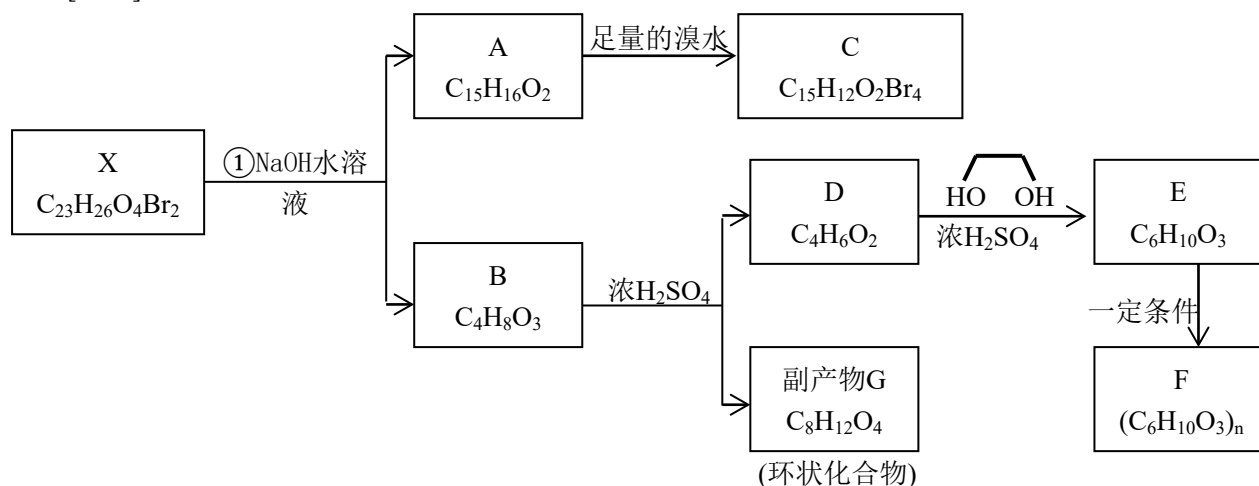 A
C₁₅H₁₆O₂
足量的溴水
C
C₁₅H₁₂O₂Br₄
X
C₂₃H₂₆O₄Br₂
①NaOH水溶
液
B
C₄H₈O₃
浓H₂SO₄
D
C₄H₆O₂
HO OH
浓H₂SO₄
E
C₆H₁₀O₃
一定条件
F
(C₆H₁₀O₃)ₙ
副产物G
C₈H₁₂O₄
(环状化合物)